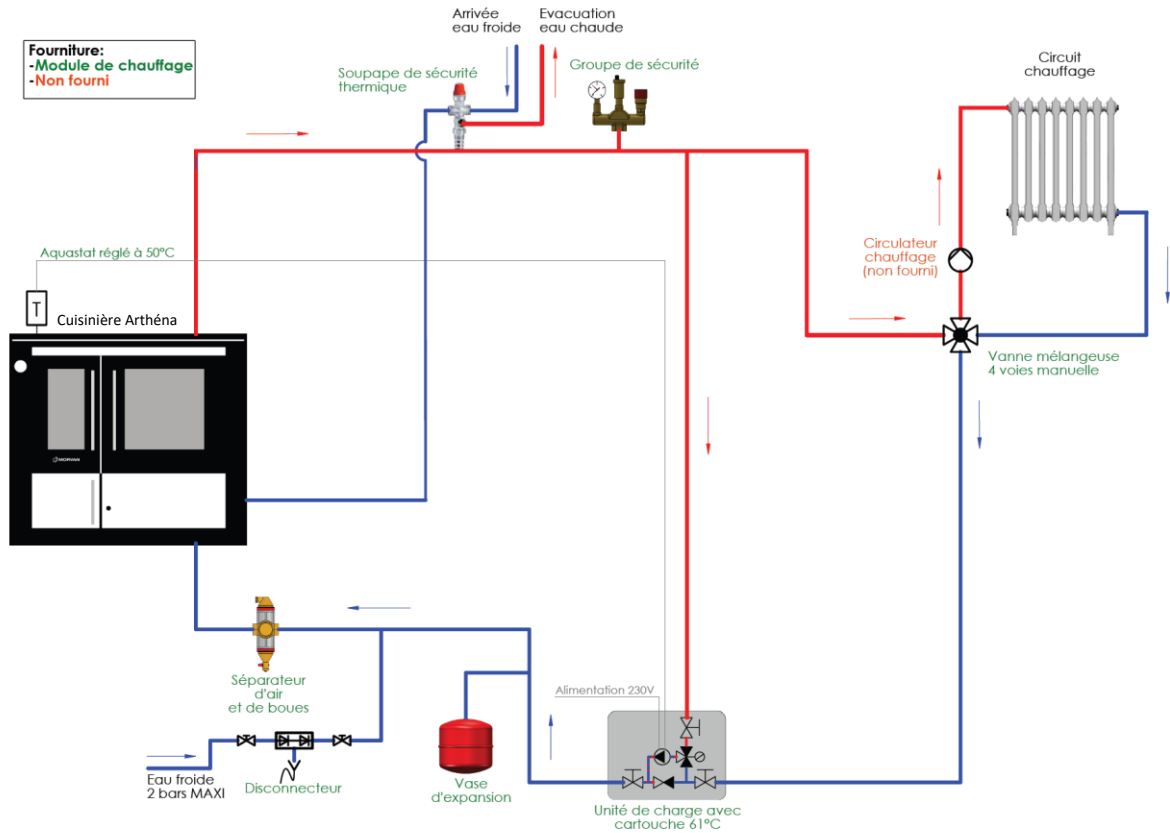 Fourniture:
-Module de chauffage
-Non fourni
Arrivée
eau froide
Evacuation
eau chaude
Soupape de sécurité
thermique
Groupe de sécurité
Circuit
chauffage
Aquastat réglé à 50°C
T
Cuisinière Arthéna
Circulateur
chauffage
(non fourni)
Vanne mélangeuse
4 voies manuelle
MORVAN
Séparateur
d'air
et de boues
Alimentation 230V
Eau froide
2 bars MAXI
Disconnecteur
Vase
d'expansion
Unité de charge avec
cartouche 61°C